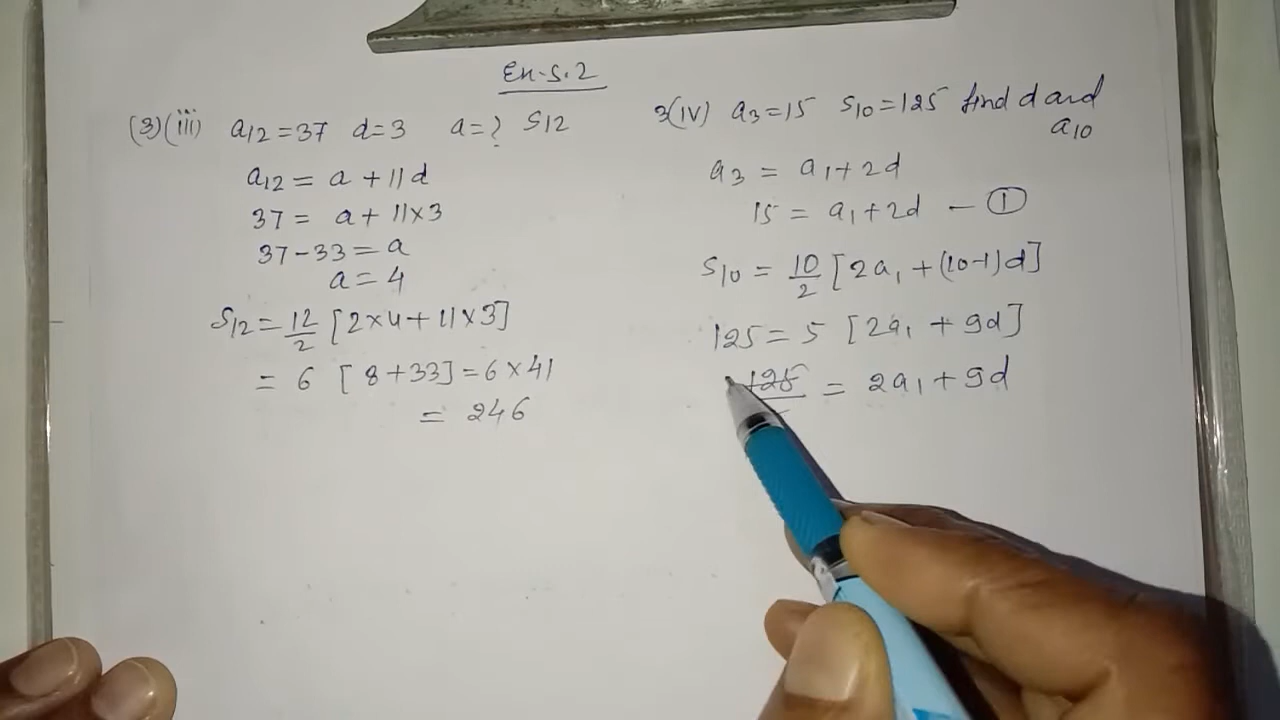 Ex-5.2
(3)(iii) a12=37 d=3 a=? S12
a12 = a + 11d
37 = a + 11×3
37-33 = a
a = 4
S12 = 12/2 [2×4 + 11×3]
= 6 [8+33] = 6×41
= 246
3(iv) a3=15 S10=125 find d and
a10
a3 = a1+2d
15 = a1+2d — ①
S10 = 10/2 [2a1 + (10-1)d]
125 = 5 [2a1 + 9d]
125 = 2a1 + 9d